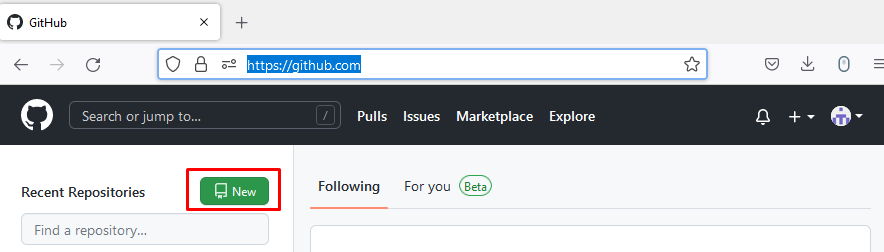 GitHub
https://github.com
Search or jump to... / Pulls Issues Marketplace Explore
Recent Repositories New
Following For you Beta
Find a repository...